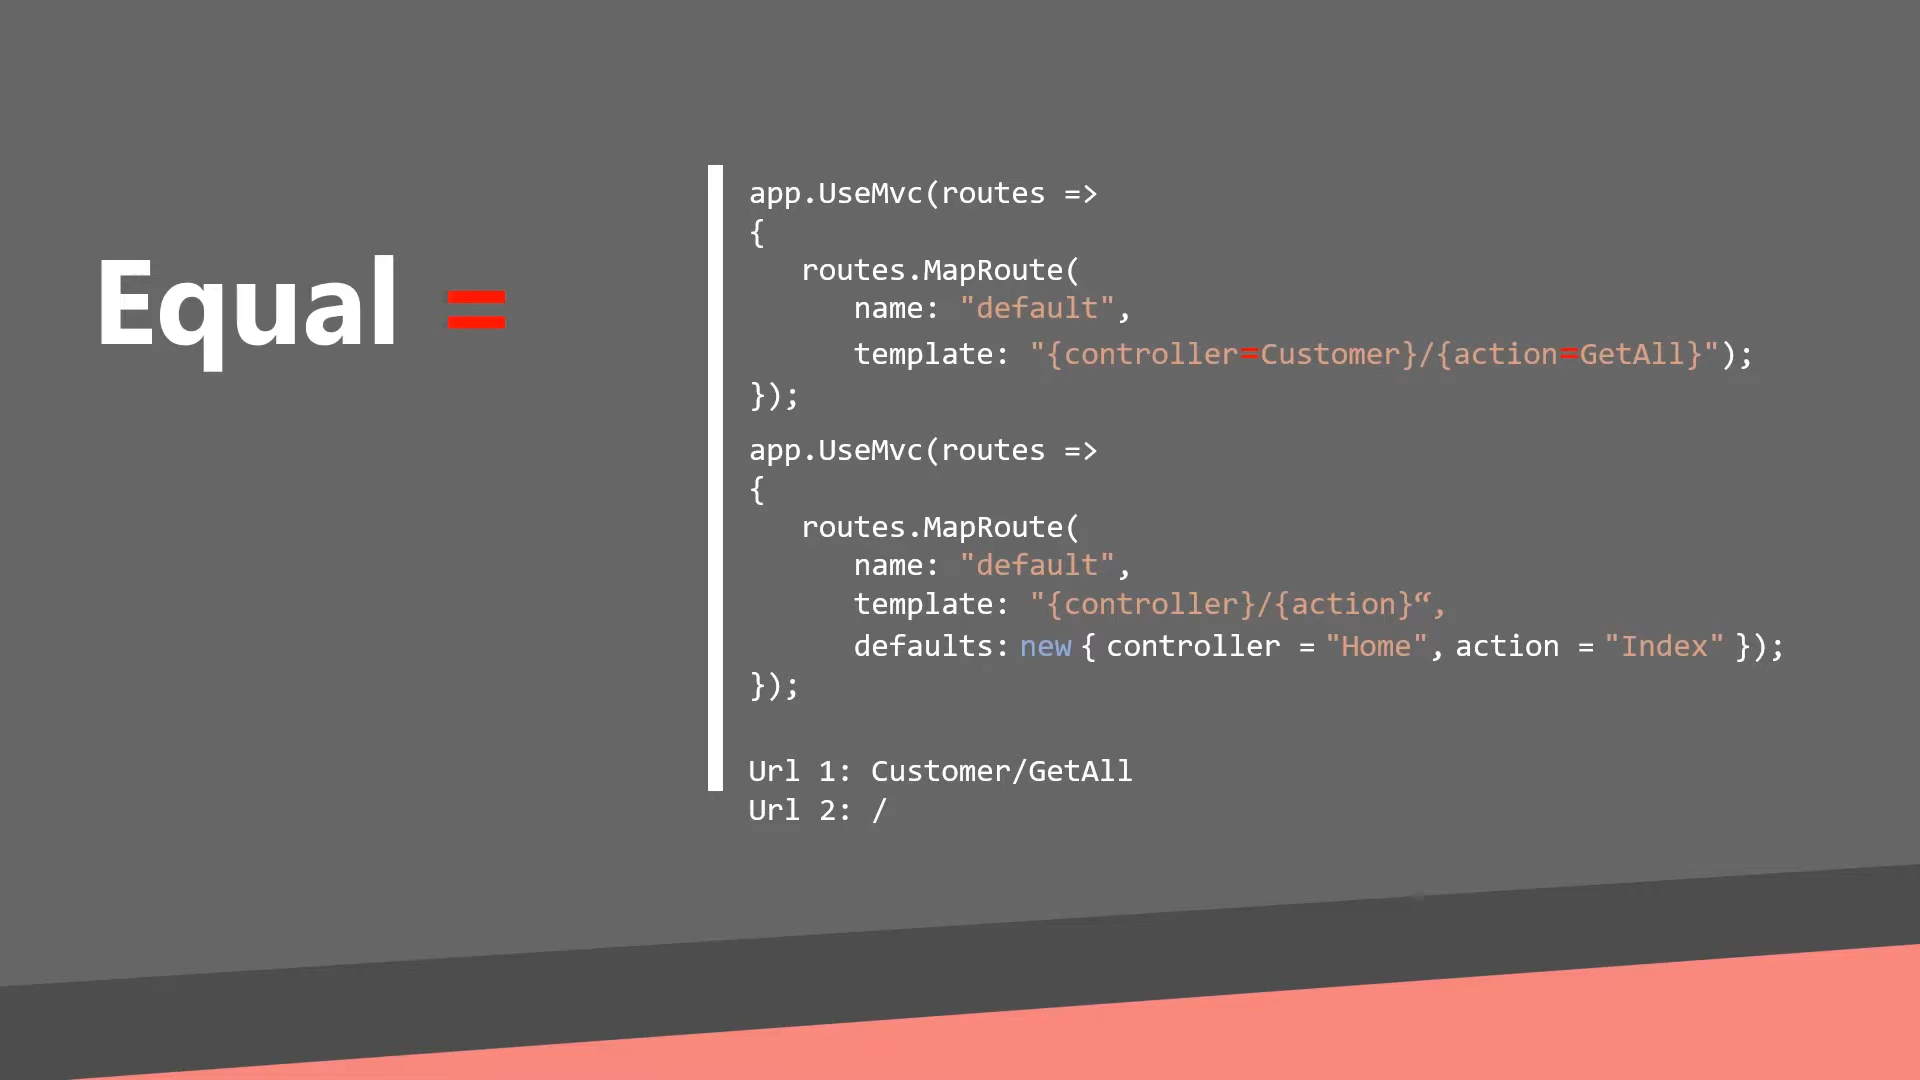 Equal =
app.UseMvc(routes =>
{
routes.MapRoute(
name: "default",
template: "{controller=Customer}/{action=GetAll}");
});
app.UseMvc(routes =>
{
routes.MapRoute(
name: "default",
template: "{controller}/{action}“,
defaults: new { controller = "Home", action = "Index" });
});
Url 1: Customer/GetAll
Url 2: /